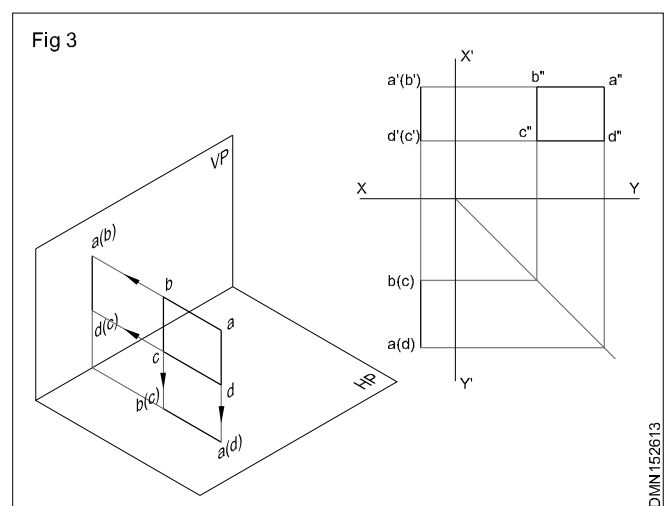 Fig 3
X'
a'(b') b" a"
d'(c') c" d"
X Y
b(c)
a(d)
Y'
VP
a(b)
b
a
d(c)
c
d
b(c)
HP
a(d)
DMN152613